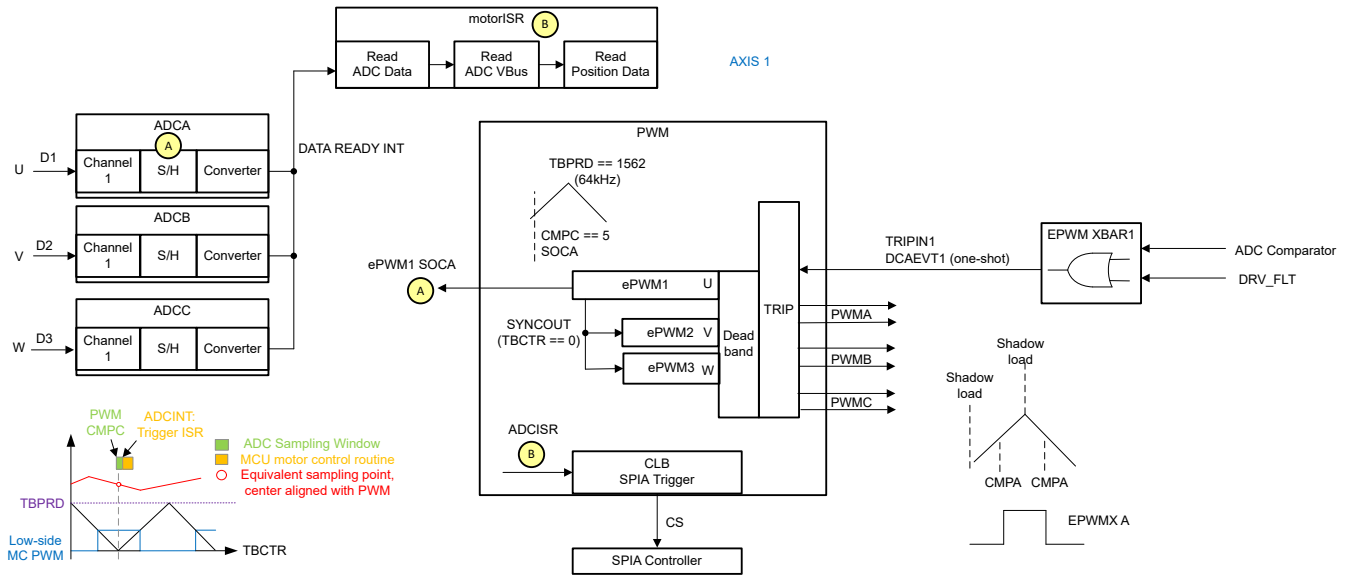 motorISR
B
Read
ADC Data
Read
ADC VBus
Read
Position Data
AXIS 1
ADCA
A
U
D1
Channel
1
S/H
Converter
DATA READY INT
ADCB
V
D2
Channel
1
S/H
Converter
ADCC
W
D3
Channel
1
S/H
Converter
PWM
TBPRD == 1562
(64kHz)
CMPC == 5
SOCA
ePWM1 SOCA
A
ePWM1
U
SYNCOUT
(TBCTR == 0)
ePWM2
V
ePWM3
W
Dead
band
TRIP
TRIPIN1
DCAEVT1 (one-shot)
EPWM XBAR1
ADC Comparator
DRV_FLT
PWMA
PWMB
PWMC
ADCISR
B
CLB
SPIA Trigger
CS
SPIA Controller
Shadow
load
Shadow
load
CMPA
CMPA
EPWMX A
PWM
CMPC
ADCINT:
Trigger ISR
ADC Sampling Window
MCU motor control routine
Equivalent sampling point,
center aligned with PWM
TBPRD
Low-side
MC PWM
TBCTR